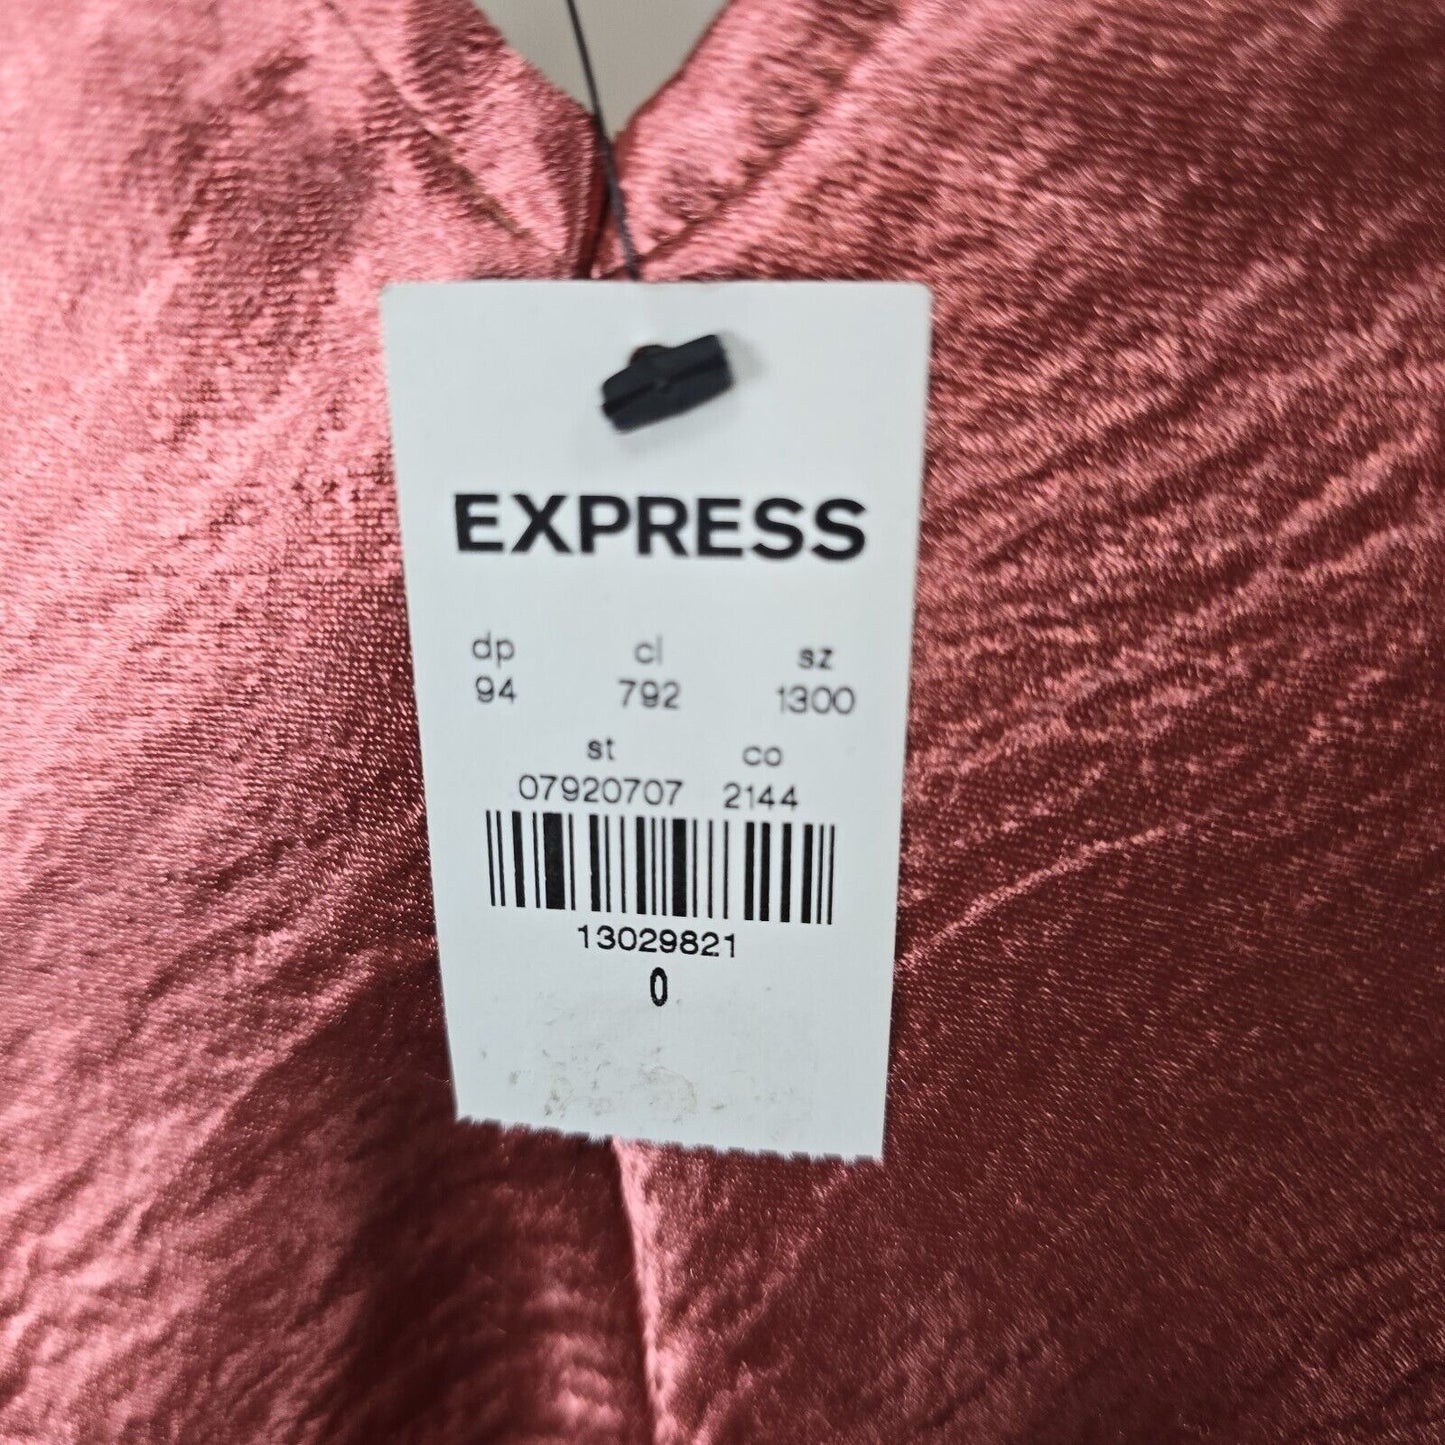 EXPRESS
dp cl sz
94 792 1300
st co
07920707 2144
13029821
0